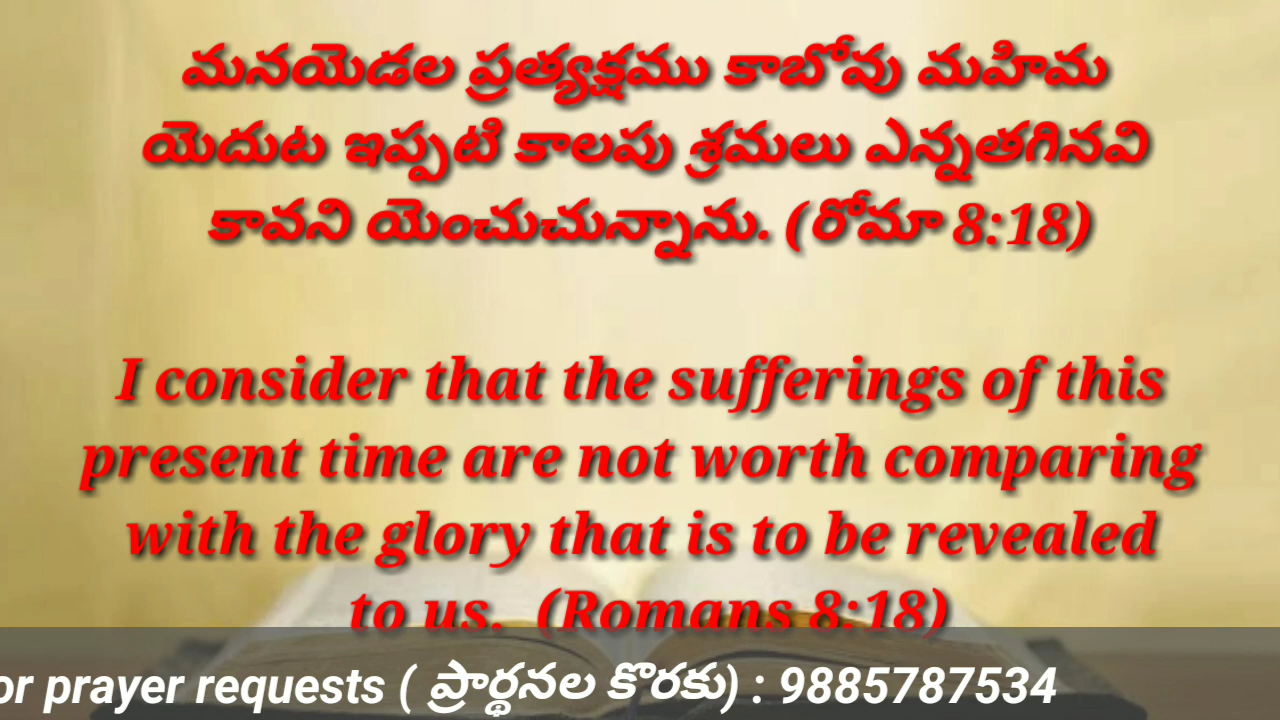 మనయెడల ప్రత్యక్షము కాబోవు మహిమ
యెదుట ఇప్పటి కాలపు శ్రమలు ఎన్నతగినవి
కావని యెంచుచున్నాను. (రోమా 8:18)
I consider that the sufferings of this
present time are not worth comparing
with the glory that is to be revealed
to us. (Romans 8:18)
or prayer requests ( ప్రార్థనల కొరకు) : 9885787534